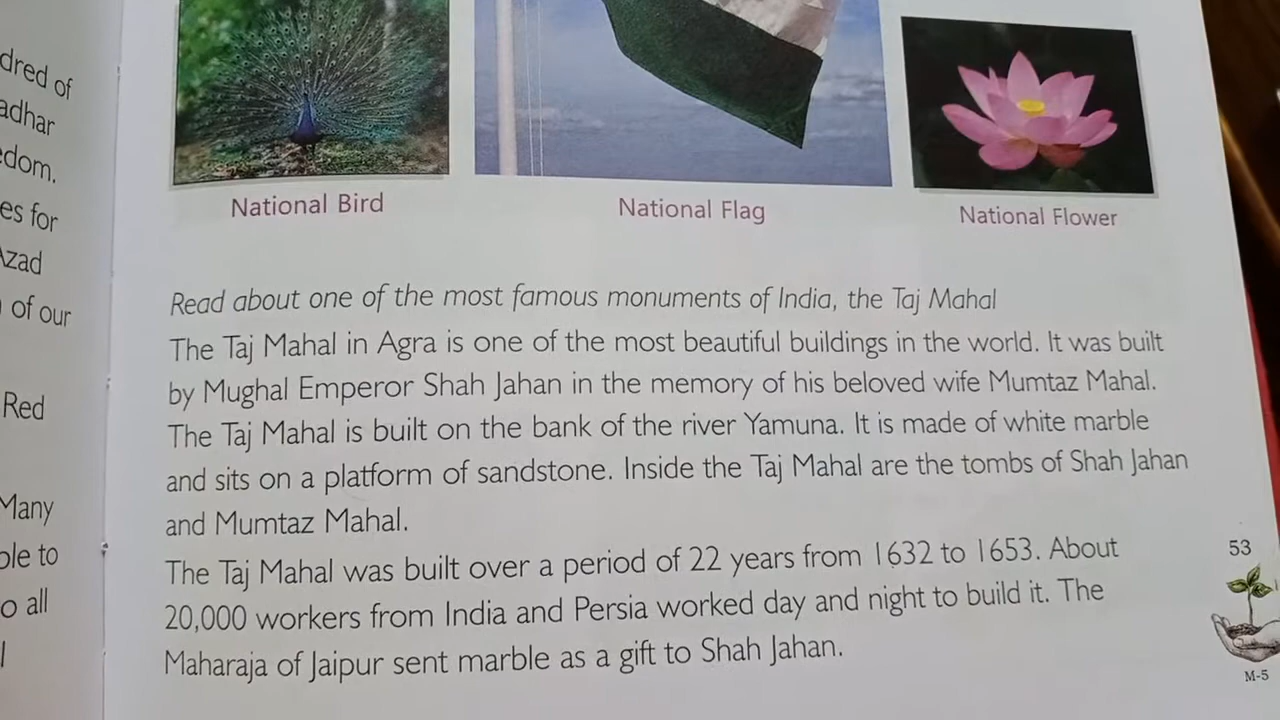 dred of
adhar
edom.
es for
Azad
of our
Red
Many
ble to
o all
National Bird
National Flag
National Flower
Read about one of the most famous monuments of India, the Taj Mahal
The Taj Mahal in Agra is one of the most beautiful buildings in the world. It was built
by Mughal Emperor Shah Jahan in the memory of his beloved wife Mumtaz Mahal.
The Taj Mahal is built on the bank of the river Yamuna. It is made of white marble
and sits on a platform of sandstone. Inside the Taj Mahal are the tombs of Shah Jahan
and Mumtaz Mahal.
The Taj Mahal was built over a period of 22 years from 1632 to 1653. About
20,000 workers from India and Persia worked day and night to build it. The
Maharaja of Jaipur sent marble as a gift to Shah Jahan.
53
M-5